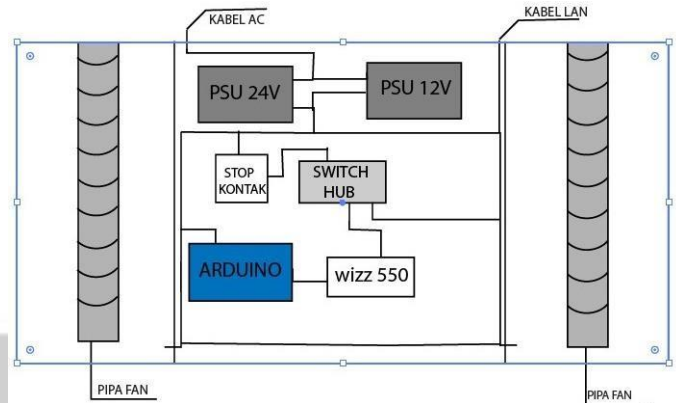 KABEL AC
KABEL LAN
PSU 24V
PSU 12V
STOP
KONTAK
SWITCH
HUB
ARDUINO
wizz 550
PIPA FAN
PIPA FAN